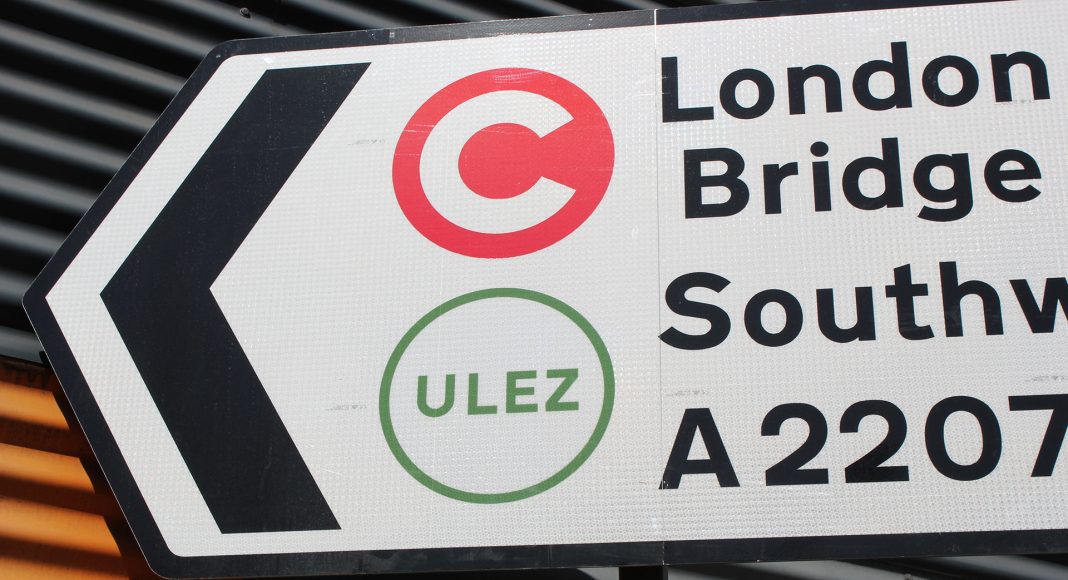 C
London
Bridge
ULEZ
Southw
A2207